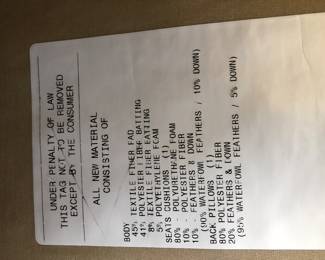 UNDER PENALTY OF LAW
THIS TAG NOT TO BE REMOVED
EXCEPT BY THE CONSUMER
ALL NEW MATERIAL
CONSISTING OF
BODY
45% TEXTILE FIBER PAD
41% POLYESTER FIBER BATTING
8% TEXTILE FIBER BATTING
5% POLYETHYLENE FOAM
SEATS CUSHIONS (1)
80% - POLYURETHANE FOAM
10% - POLYESTER FIBER
10% - FEATHERS & DOWN
(90% WATERFOWL FEATHERS / 10% DOWN)
BACK PILLOWS (1)
80% POLYESTER FIBER
20% FEATHERS & DOWN
(95% WATERFOWL FEATHERS / 5% DOWN)